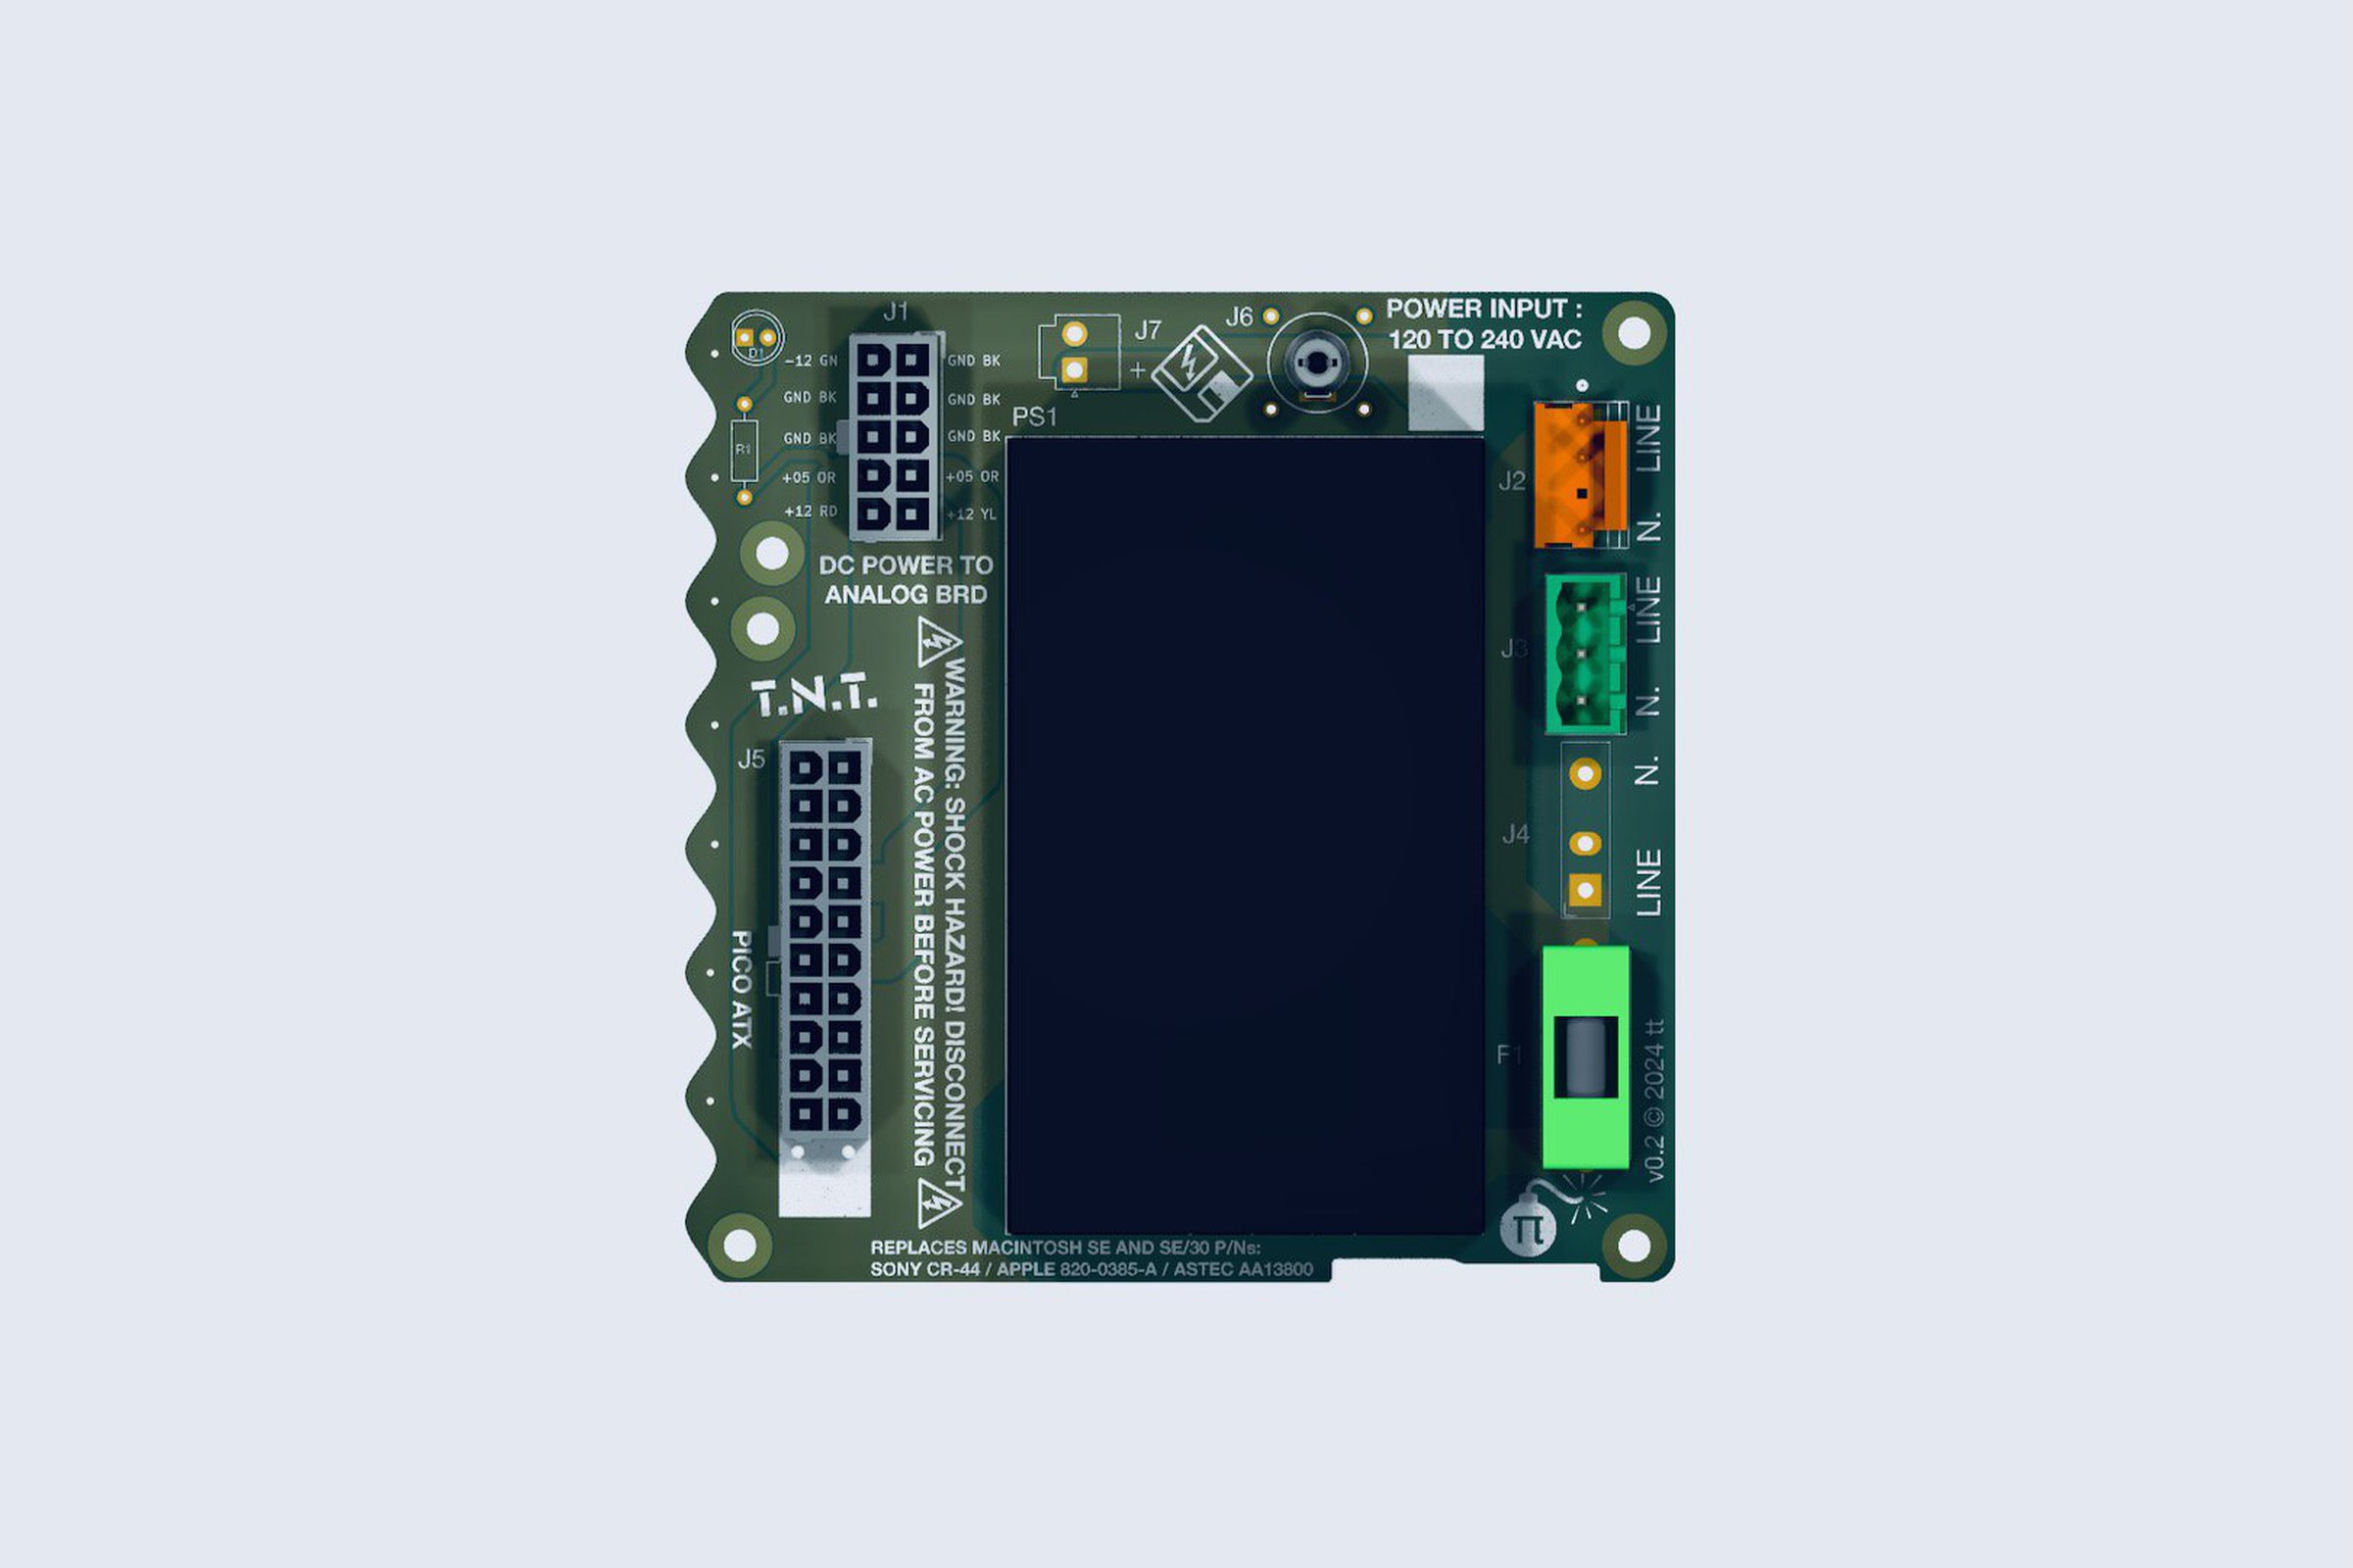 J1
J7
+
J6
POWER INPUT :
120 TO 240 VAC
D1
-12 GN
GND BK
GND BK
GND BK
GND BK
GND BK
R1
+05 OR
+05 OR
+12 RD
+12 YL
PS1
J2
LINE
N.
DC POWER TO
ANALOG BRD
J3
LINE
N.
T.N.T.
WARNING: SHOCK HAZARD! DISCONNECT
FROM AC POWER BEFORE SERVICING
J5
N.
J4
LINE
PICO ATX
F1
v0.2 © 2024 tt
π
REPLACES MACINTOSH SE AND SE/30 P/Ns:
SONY CR-44 / APPLE 820-0385-A / ASTEC AA13800